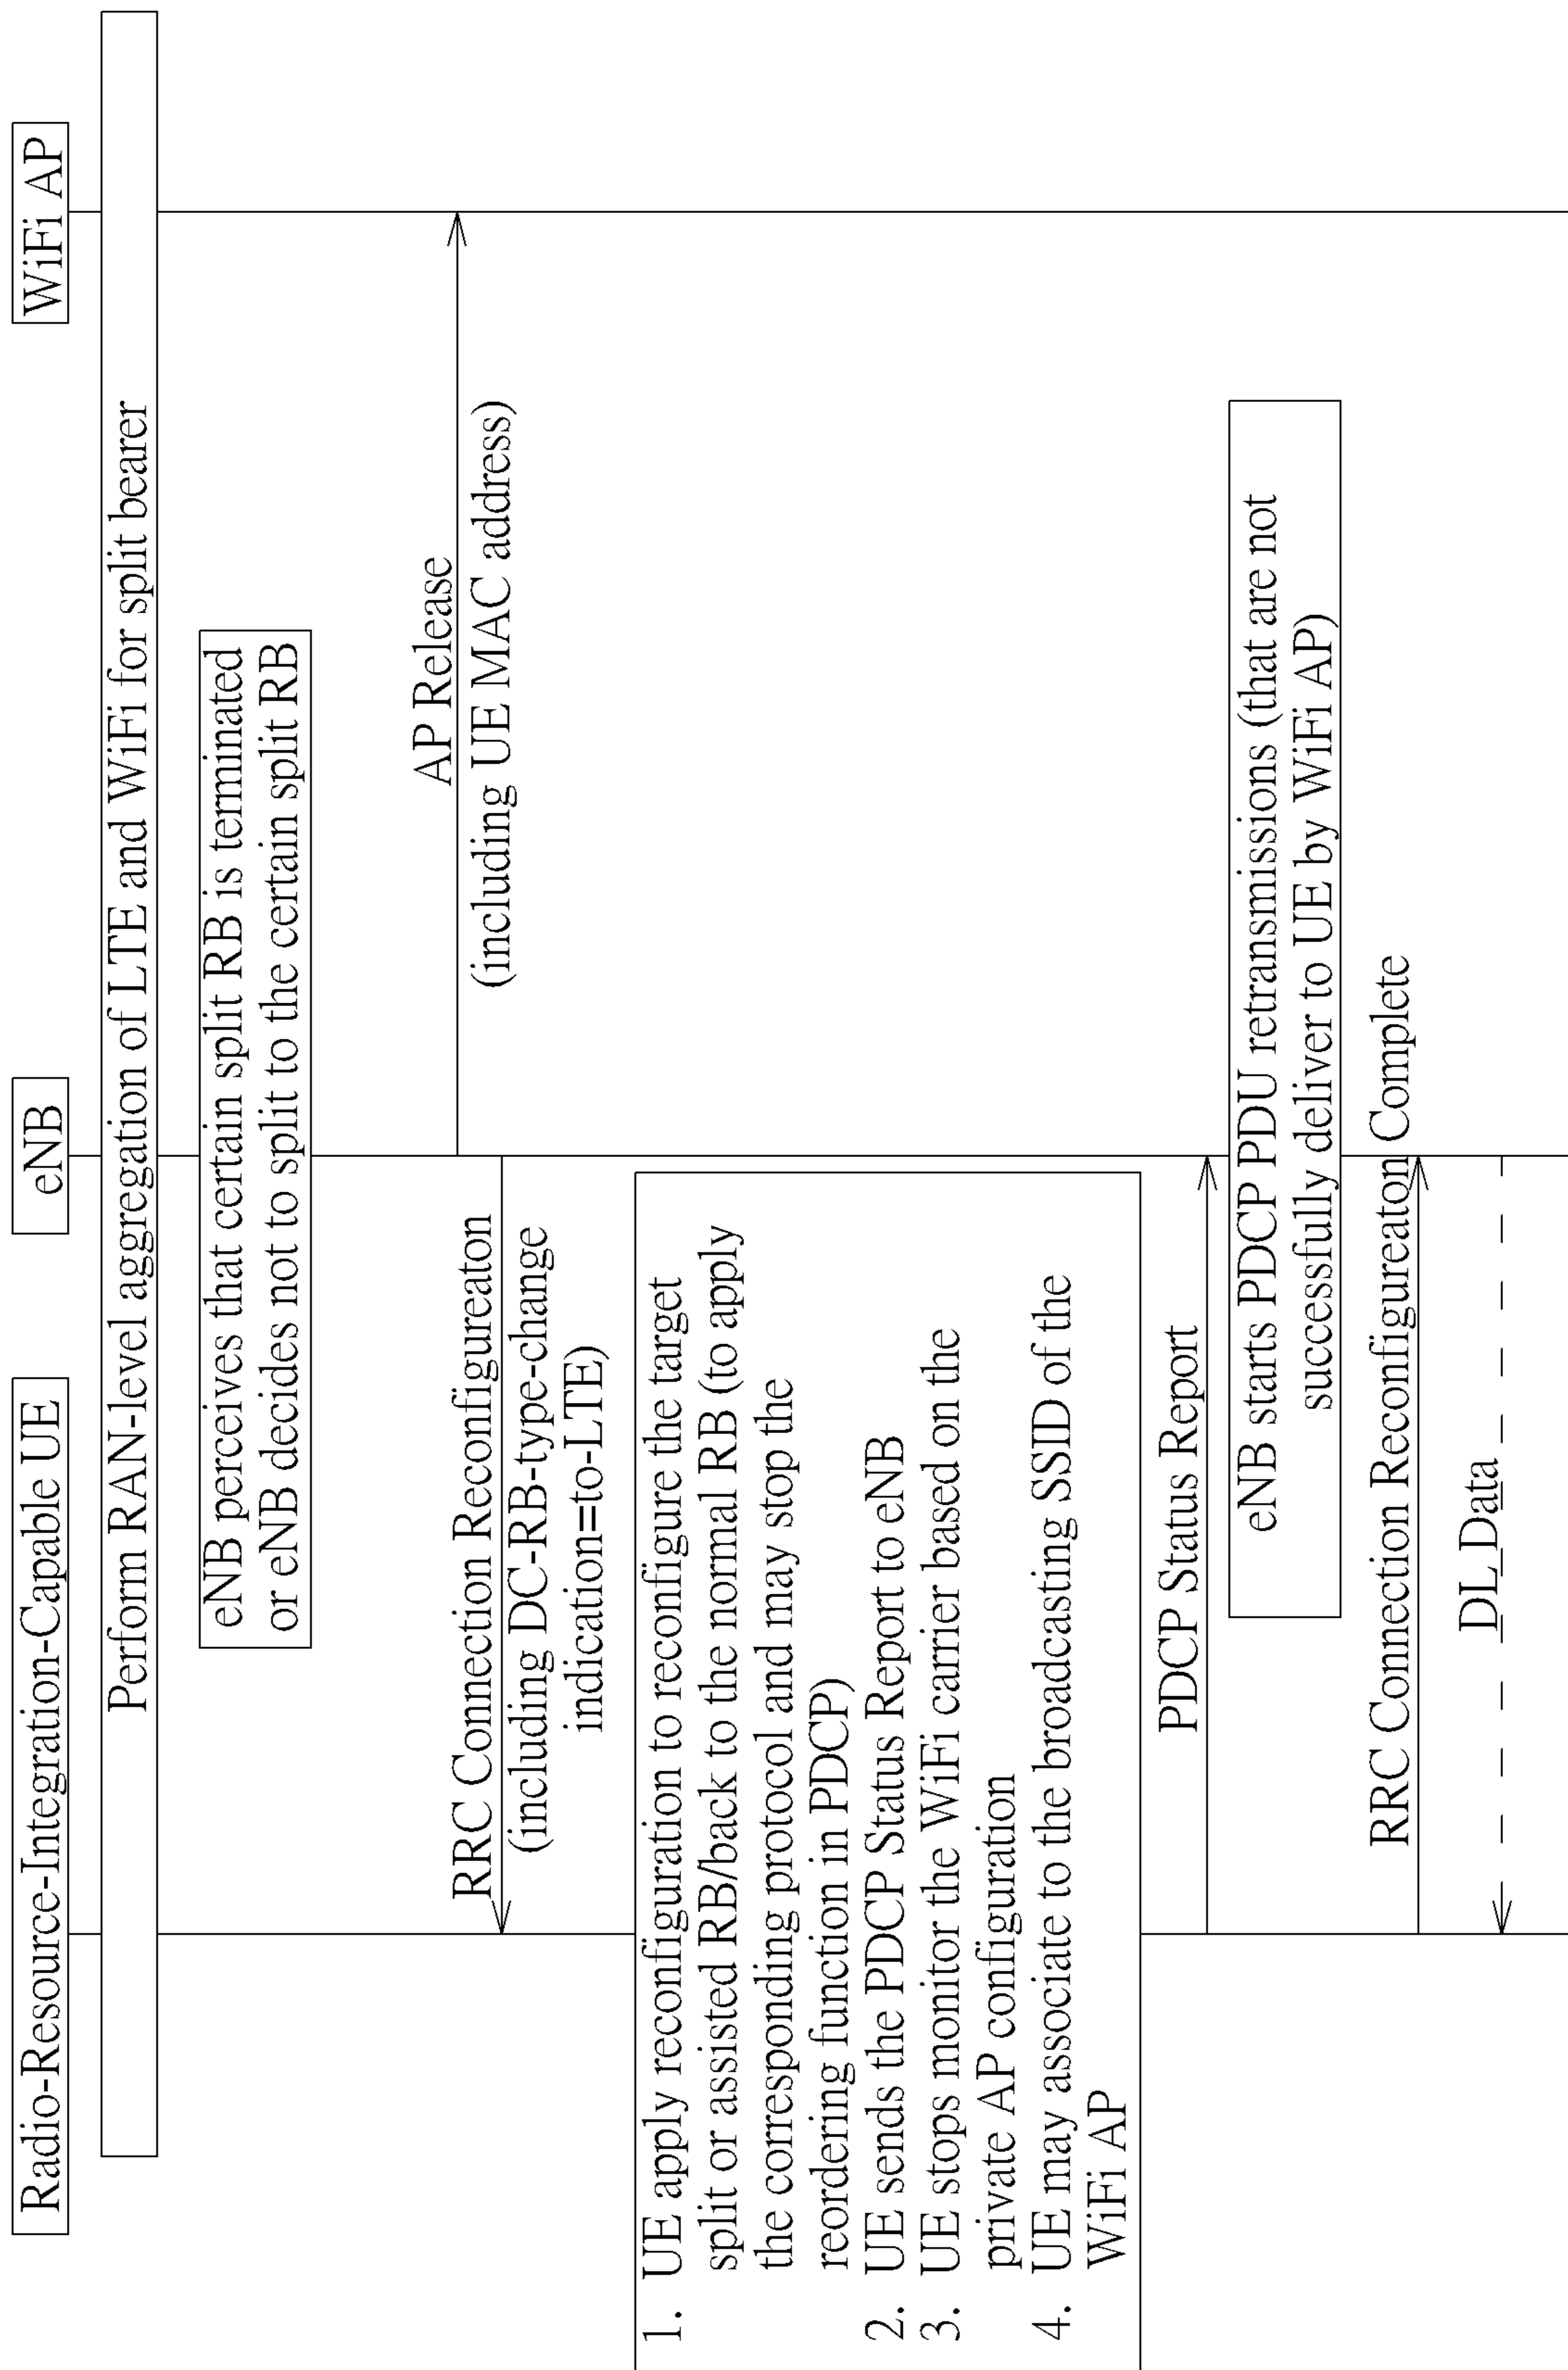 Radio-Resource-Integration-Capable UE
eNB
WiFi AP
Perform RAN-level aggregation of LTE and WiFi for split bearer
eNB perceives that certain split RB is terminated
or eNB decides not to split to the certain split RB
AP Release
(including UE MAC address)
RRC Connection Reconfigureaton
(including DC-RB-type-change
indication=to-LTE)
1. UE apply reconfiguration to reconfigure the target
split or assisted RB/back to the normal RB (to apply
the corresponding protocol and may stop the
reordering function in PDCP)
2. UE sends the PDCP Status Report to eNB
3. UE stops monitor the WiFi carrier based on the
private AP configuration
4. UE may associate to the broadcasting SSID of the
WiFi AP
PDCP Status Report
eNB starts PDCP PDU retransmissions (that are not
successfully deliver to UE by WiFi AP)
RRC Connection Reconfigureaton Complete
DL Data